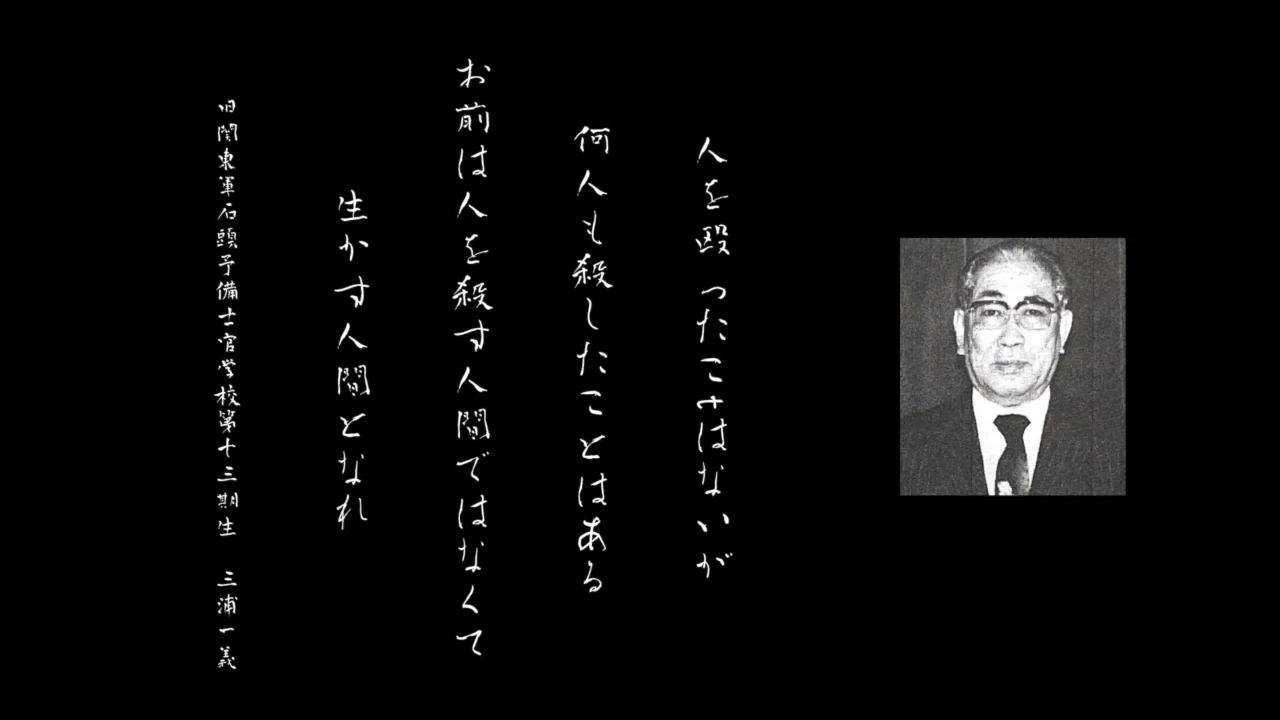 人を殴ったことはないが
何人も殺したことはある
お前は人を殺す人間ではなくて
生かす人間となれ
旧関東軍石頭予備士官学校第十三期生　三浦一義